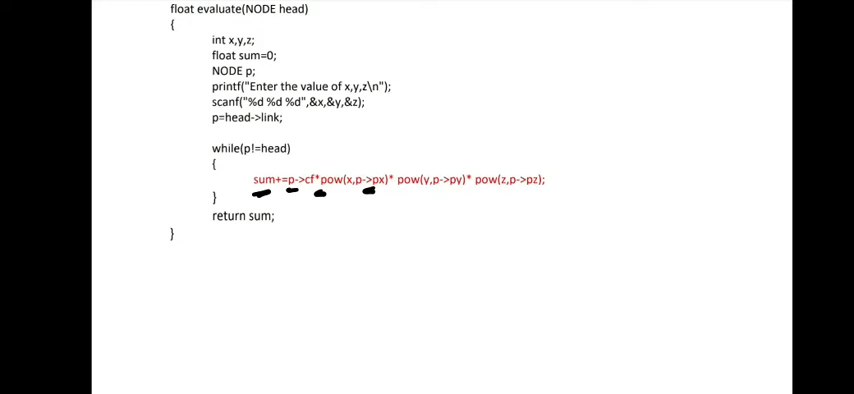 float evaluate(NODE head)
{
int x,y,z;
float sum=0;
NODE p;
printf("Enter the value of x,y,z\n");
scanf("%d %d %d",&x,&y,&z);
p=head->link;
while(p!=head)
{
sum+=p->cf*pow(x,p->px)* pow(y,p->py)* pow(z,p->pz);
}
return sum;
}